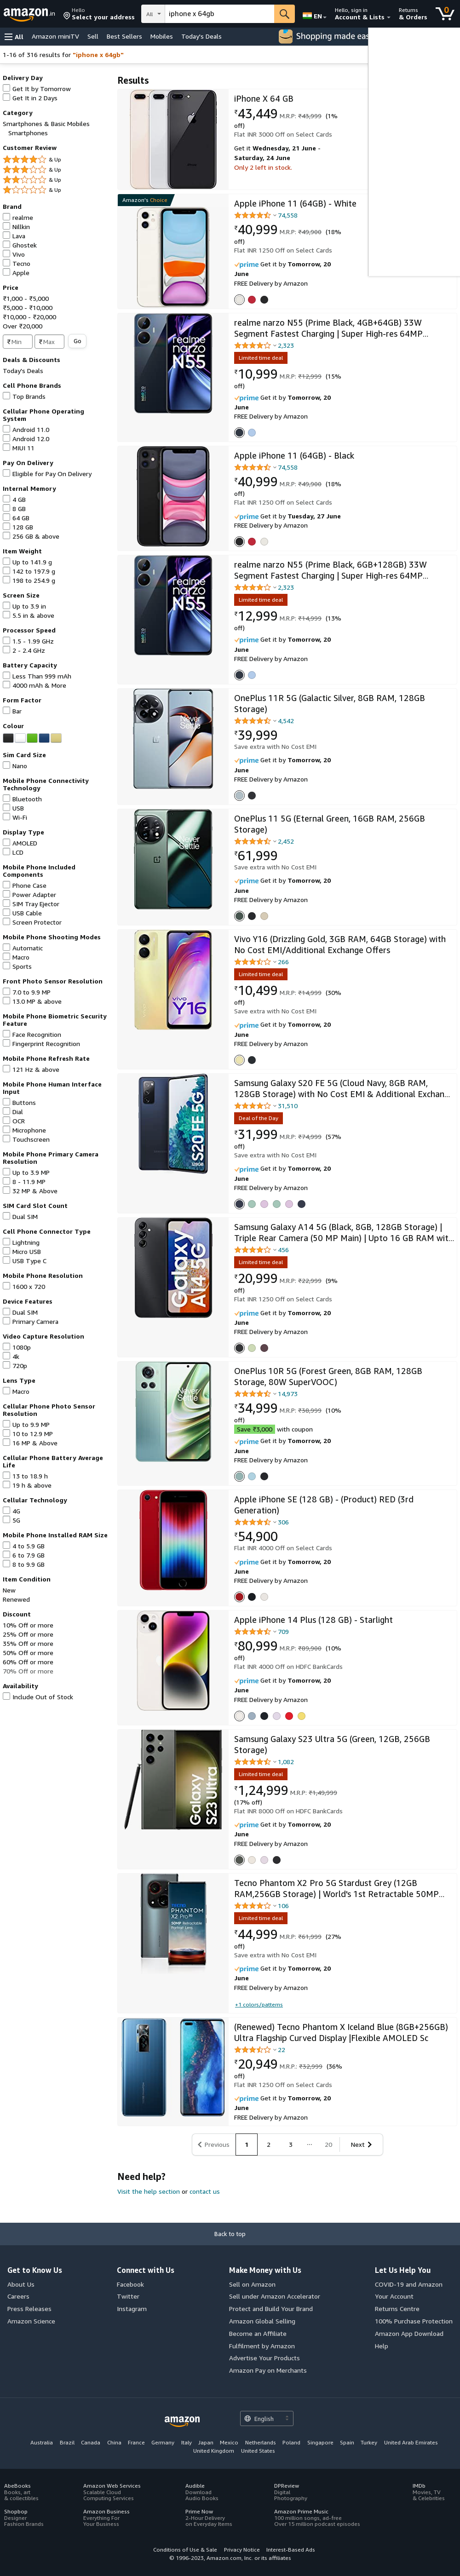 amazon.in
Hello
Select your address
All
iphone x 64gb
EN
Hello, sign in
Account & Lists
Returns
& Orders
0
All
Amazon miniTV
Sell
Best Sellers
Mobiles
Today's Deals
Shopping made eas
1-16 of 316 results for "iphone x 64gb"
Delivery Day
Get It by Tomorrow
Get It in 2 Days
Category
Smartphones & Basic Mobiles
Smartphones
Customer Review
& Up
& Up
& Up
& Up
Brand
realme
Nillkin
Lava
Ghostek
Vivo
Tecno
Apple
Price
₹1,000 - ₹5,000
₹5,000 - ₹10,000
₹10,000 - ₹20,000
Over ₹20,000
₹ Min
₹ Max
Go
Deals & Discounts
Today's Deals
Cell Phone Brands
Top Brands
Cellular Phone Operating
System
Android 11.0
Android 12.0
MIUI 11
Pay On Delivery
Eligible for Pay On Delivery
Internal Memory
4 GB
8 GB
64 GB
128 GB
256 GB & above
Item Weight
Up to 141.9 g
142 to 197.9 g
198 to 254.9 g
Screen Size
Up to 3.9 in
5.5 in & above
Processor Speed
1.5 - 1.99 GHz
2 - 2.4 GHz
Battery Capacity
Less Than 999 mAh
4000 mAh & More
Form Factor
Bar
Colour
Sim Card Size
Nano
Mobile Phone Connectivity
Technology
Bluetooth
USB
Wi-Fi
Display Type
AMOLED
LCD
Mobile Phone Included
Components
Phone Case
Power Adapter
SIM Tray Ejector
USB Cable
Screen Protector
Mobile Phone Shooting Modes
Automatic
Macro
Sports
Front Photo Sensor Resolution
7.0 to 9.9 MP
13.0 MP & above
Mobile Phone Biometric Security
Feature
Face Recognition
Fingerprint Recognition
Mobile Phone Refresh Rate
121 Hz & above
Mobile Phone Human Interface
Input
Buttons
Dial
OCR
Microphone
Touchscreen
Mobile Phone Primary Camera
Resolution
Up to 3.9 MP
8 - 11.9 MP
32 MP & Above
SIM Card Slot Count
Dual SIM
Cell Phone Connector Type
Lightning
Micro USB
USB Type C
Mobile Phone Resolution
1600 x 720
Device Features
Dual SIM
Primary Camera
Video Capture Resolution
1080p
4k
720p
Lens Type
Macro
Cellular Phone Photo Sensor
Resolution
Up to 9.9 MP
10 to 12.9 MP
16 MP & Above
Cellular Phone Battery Average
Life
13 to 18.9 h
19 h & above
Cellular Technology
4G
5G
Mobile Phone Installed RAM Size
4 to 5.9 GB
6 to 7.9 GB
8 to 9.9 GB
Item Condition
New
Renewed
Discount
10% Off or more
25% Off or more
35% Off or more
50% Off or more
60% Off or more
70% Off or more
Availability
Include Out of Stock
Results
iPhone X 64 GB
₹43,449 M.R.P: ₹43,999 (1%
off)
Flat INR 3000 Off on Select Cards
Get it Wednesday, 21 June -
Saturday, 24 June
Only 2 left in stock.
Amazon's Choice
Apple iPhone 11 (64GB) - White
74,558
₹40,999 M.R.P: ₹49,900 (18%
off)
Flat INR 1250 Off on Select Cards
prime Get it by Tomorrow, 20
June
FREE Delivery by Amazon
realme narzo N55 (Prime Black, 4GB+64GB) 33W
Segment Fastest Charging | Super High-res 64MP...
2,323
Limited time deal
₹10,999 M.R.P: ₹12,999 (15%
off)
prime Get it by Tomorrow, 20
June
FREE Delivery by Amazon
Apple iPhone 11 (64GB) - Black
74,558
₹40,999 M.R.P: ₹49,900 (18%
off)
Flat INR 1250 Off on Select Cards
prime Get it by Tuesday, 27 June
FREE Delivery by Amazon
realme narzo N55 (Prime Black, 6GB+128GB) 33W
Segment Fastest Charging | Super High-res 64MP...
2,323
Limited time deal
₹12,999 M.R.P: ₹14,999 (13%
off)
prime Get it by Tomorrow, 20
June
FREE Delivery by Amazon
OnePlus 11R 5G (Galactic Silver, 8GB RAM, 128GB
Storage)
4,542
₹39,999
Save extra with No Cost EMI
prime Get it by Tomorrow, 20
June
FREE Delivery by Amazon
OnePlus 11 5G (Eternal Green, 16GB RAM, 256GB
Storage)
2,452
₹61,999
Save extra with No Cost EMI
prime Get it by Tomorrow, 20
June
FREE Delivery by Amazon
Vivo Y16 (Drizzling Gold, 3GB RAM, 64GB Storage) with
No Cost EMI/Additional Exchange Offers
266
Limited time deal
₹10,499 M.R.P: ₹14,999 (30%
off)
Save extra with No Cost EMI
prime Get it by Tomorrow, 20
June
FREE Delivery by Amazon
Samsung Galaxy S20 FE 5G (Cloud Navy, 8GB RAM,
128GB Storage) with No Cost EMI & Additional Exchan...
31,510
Deal of the Day
₹31,999 M.R.P: ₹74,999 (57%
off)
Save extra with No Cost EMI
prime Get it by Tomorrow, 20
June
FREE Delivery by Amazon
Samsung Galaxy A14 5G (Black, 8GB, 128GB Storage) |
Triple Rear Camera (50 MP Main) | Upto 16 GB RAM wit...
456
Limited time deal
₹20,999 M.R.P: ₹22,999 (9%
off)
Flat INR 1250 Off on Select Cards
prime Get it by Tomorrow, 20
June
FREE Delivery by Amazon
OnePlus 10R 5G (Forest Green, 8GB RAM, 128GB
Storage, 80W SuperVOOC)
14,973
₹34,999 M.R.P: ₹38,999 (10%
off)
Save ₹3,000 with coupon
prime Get it by Tomorrow, 20
June
FREE Delivery by Amazon
Apple iPhone SE (128 GB) - (Product) RED (3rd
Generation)
306
₹54,900
Flat INR 4000 Off on Select Cards
prime Get it by Tomorrow, 20
June
FREE Delivery by Amazon
Apple iPhone 14 Plus (128 GB) - Starlight
709
₹80,999 M.R.P: ₹89,900 (10%
off)
Flat INR 4000 Off on HDFC BankCards
prime Get it by Tomorrow, 20
June
FREE Delivery by Amazon
Samsung Galaxy S23 Ultra 5G (Green, 12GB, 256GB
Storage)
1,082
Limited time deal
₹1,24,999 M.R.P: ₹1,49,999
(17% off)
Flat INR 8000 Off on HDFC BankCards
prime Get it by Tomorrow, 20
June
FREE Delivery by Amazon
Tecno Phantom X2 Pro 5G Stardust Grey (12GB
RAM,256GB Storage) | World's 1st Retractable 50MP...
106
Limited time deal
₹44,999 M.R.P: ₹61,999 (27%
off)
Save extra with No Cost EMI
prime Get it by Tomorrow, 20
June
FREE Delivery by Amazon
+1 colors/patterns
(Renewed) Tecno Phantom X Iceland Blue (8GB+256GB)
Ultra Flagship Curved Display |Flexible AMOLED Sc
22
₹20,949 M.R.P.: ₹32,999 (36%
off)
Flat INR 1250 Off on Select Cards
prime Get it by Tomorrow, 20
June
FREE Delivery by Amazon
Previous 1 2 3 ... 20 Next
Need help?
Visit the help section or contact us
Back to top
Get to Know Us
About Us
Careers
Press Releases
Amazon Science
Connect with Us
Facebook
Twitter
Instagram
Make Money with Us
Sell on Amazon
Sell under Amazon Accelerator
Protect and Build Your Brand
Amazon Global Selling
Become an Affiliate
Fulfilment by Amazon
Advertise Your Products
Amazon Pay on Merchants
Let Us Help You
COVID-19 and Amazon
Your Account
Returns Centre
100% Purchase Protection
Amazon App Download
Help
amazon
English
Australia Brazil Canada China France Germany Italy Japan Mexico Netherlands Poland Singapore Spain Turkey United Arab Emirates
United Kingdom United States
AbeBooks
Books, art
& collectibles
Amazon Web Services
Scalable Cloud
Computing Services
Audible
Download
Audio Books
DPReview
Digital
Photography
IMDb
Movies, TV
& Celebrities
Shopbop
Designer
Fashion Brands
Amazon Business
Everything For
Your Business
Prime Now
2-Hour Delivery
on Everyday Items
Amazon Prime Music
100 million songs, ad-free
Over 15 million podcast episodes
Conditions of Use & Sale Privacy Notice Interest-Based Ads
© 1996-2023, Amazon.com, Inc. or its affiliates